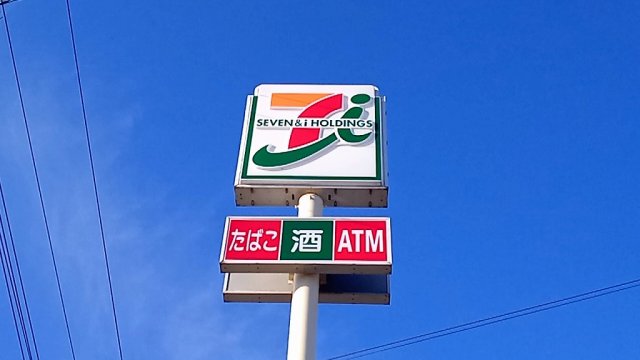 SEVEN&i HOLDINGS
たばこ 酒 ATM